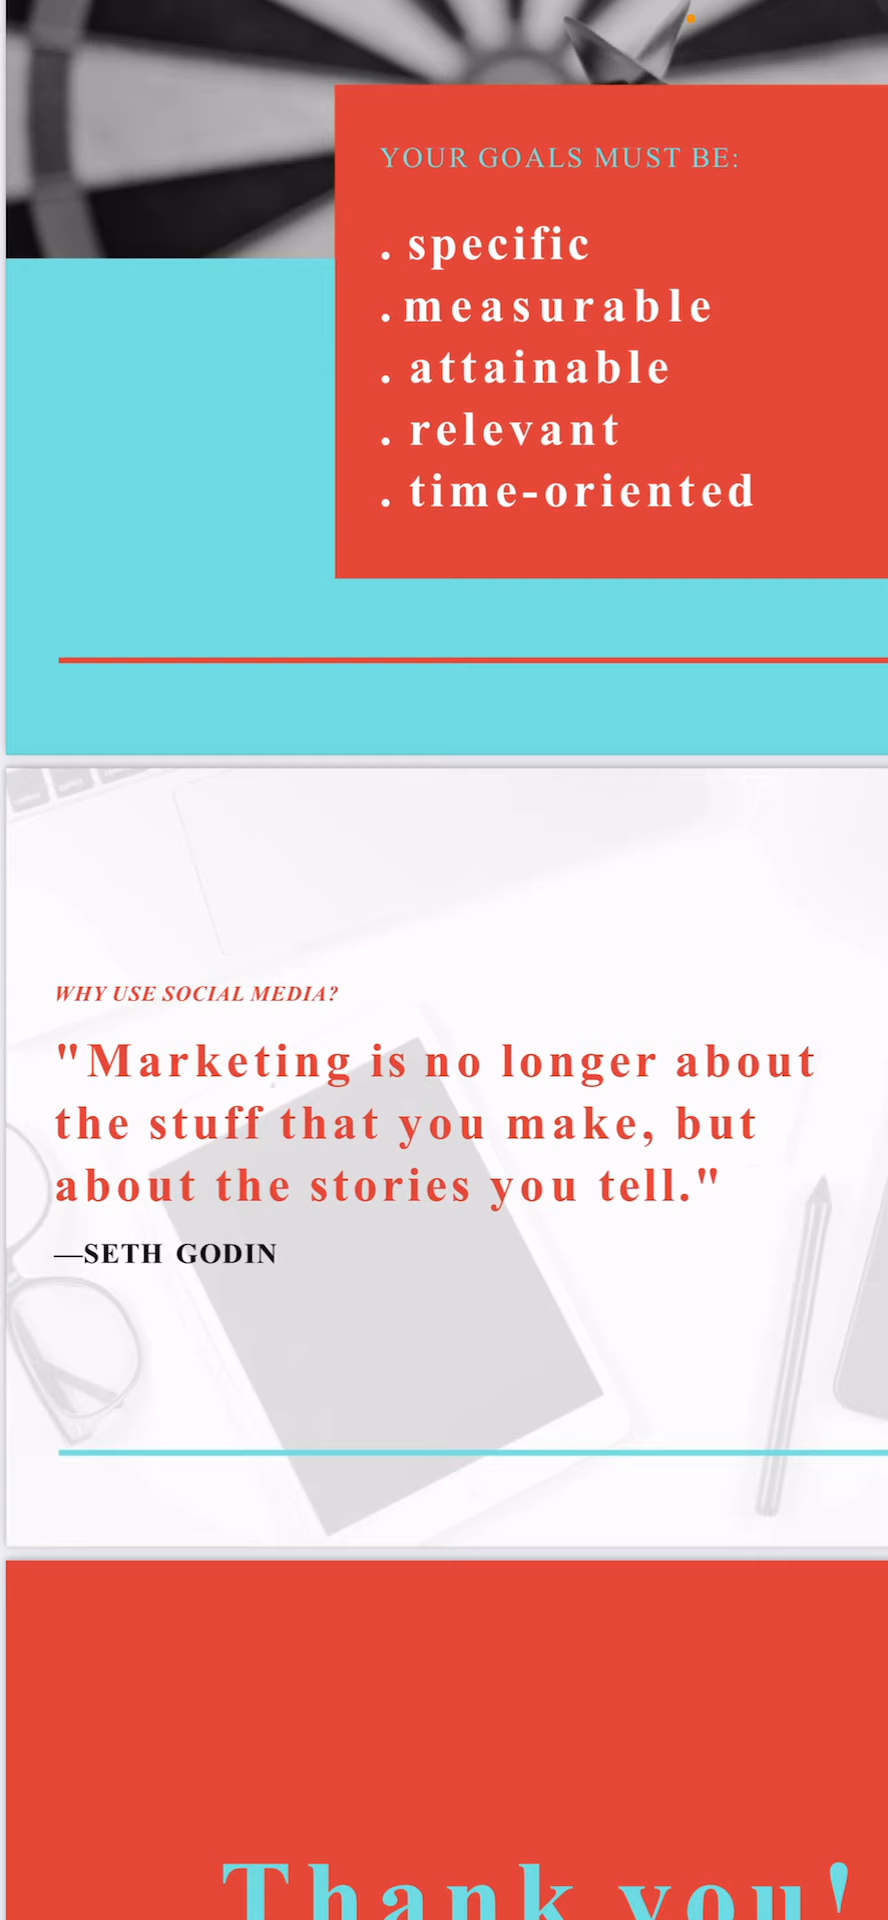 YOUR GOALS MUST BE:
. specific
. measurable
. attainable
. relevant
. time-oriented
WHY USE SOCIAL MEDIA?
"Marketing is no longer about
the stuff that you make, but
about the stories you tell."
—SETH GODIN
Thank you!